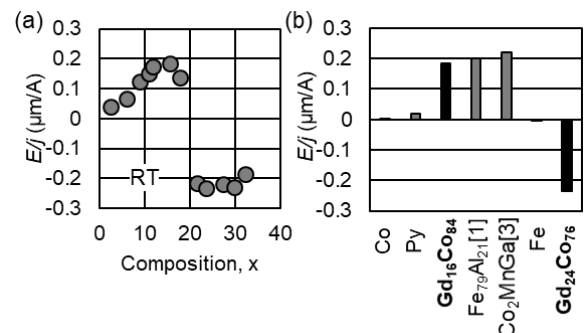 (a)
0.3
0.2
0.1
0
-0.1
-0.2
-0.3
E/j (µm/A)
RT
0 10 20 30 40
Composition, x
(b)
0.3
0.2
0.1
0
-0.1
-0.2
-0.3
E/j (µm/A)
Co
Py
Gd₁₆Co₈₄
Fe₇₉Al₂₁[1]
Co₂MnGa[3]
Fe
Gd₂₄Co₇₆